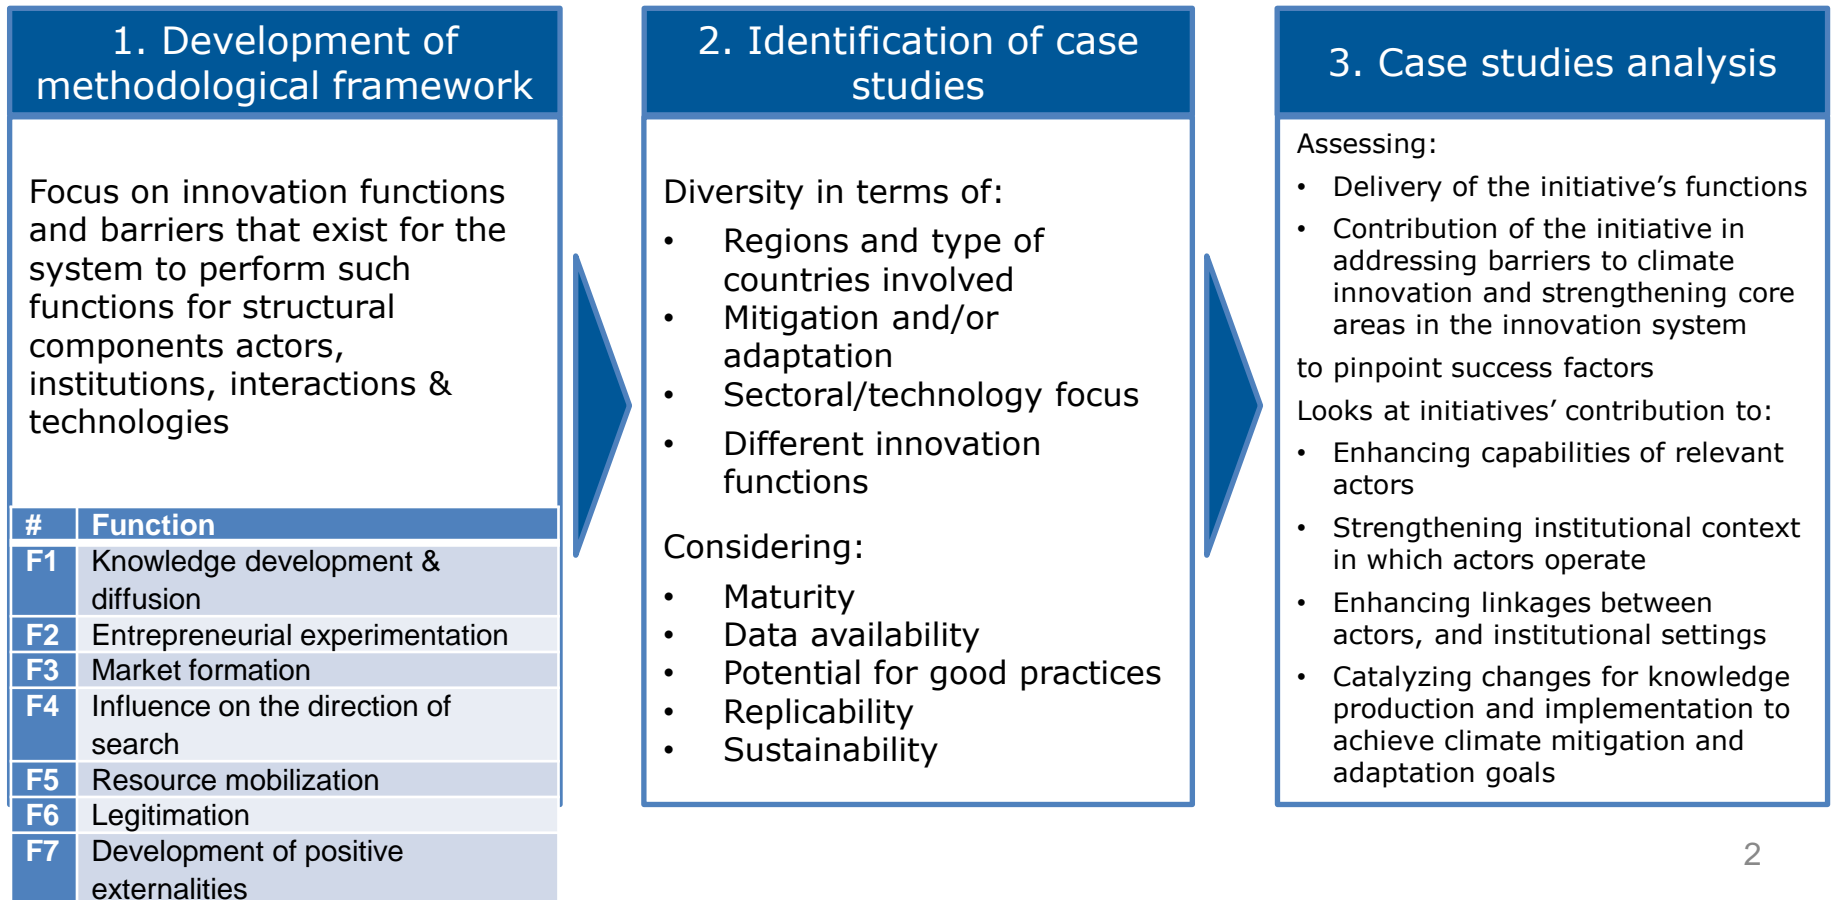 1. Development of
methodological framework
Focus on innovation functions
and barriers that exist for the
system to perform such
functions for structural
components actors,
institutions, interactions &
technologies
# Function
F1 Knowledge development &
diffusion
F2 Entrepreneurial experimentation
F3 Market formation
F4 Influence on the direction of
search
F5 Resource mobilization
F6 Legitimation
F7 Development of positive
externalities
2. Identification of case
studies
Diversity in terms of:
• Regions and type of
countries involved
• Mitigation and/or
adaptation
• Sectoral/technology focus
• Different innovation
functions
Considering:
• Maturity
• Data availability
• Potential for good practices
• Replicability
• Sustainability
3. Case studies analysis
Assessing:
• Delivery of the initiative’s functions
• Contribution of the initiative in
addressing barriers to climate
innovation and strengthening core
areas in the innovation system
to pinpoint success factors
Looks at initiatives’ contribution to:
• Enhancing capabilities of relevant
actors
• Strengthening institutional context
in which actors operate
• Enhancing linkages between
actors, and institutional settings
• Catalyzing changes for knowledge
production and implementation to
achieve climate mitigation and
adaptation goals
2